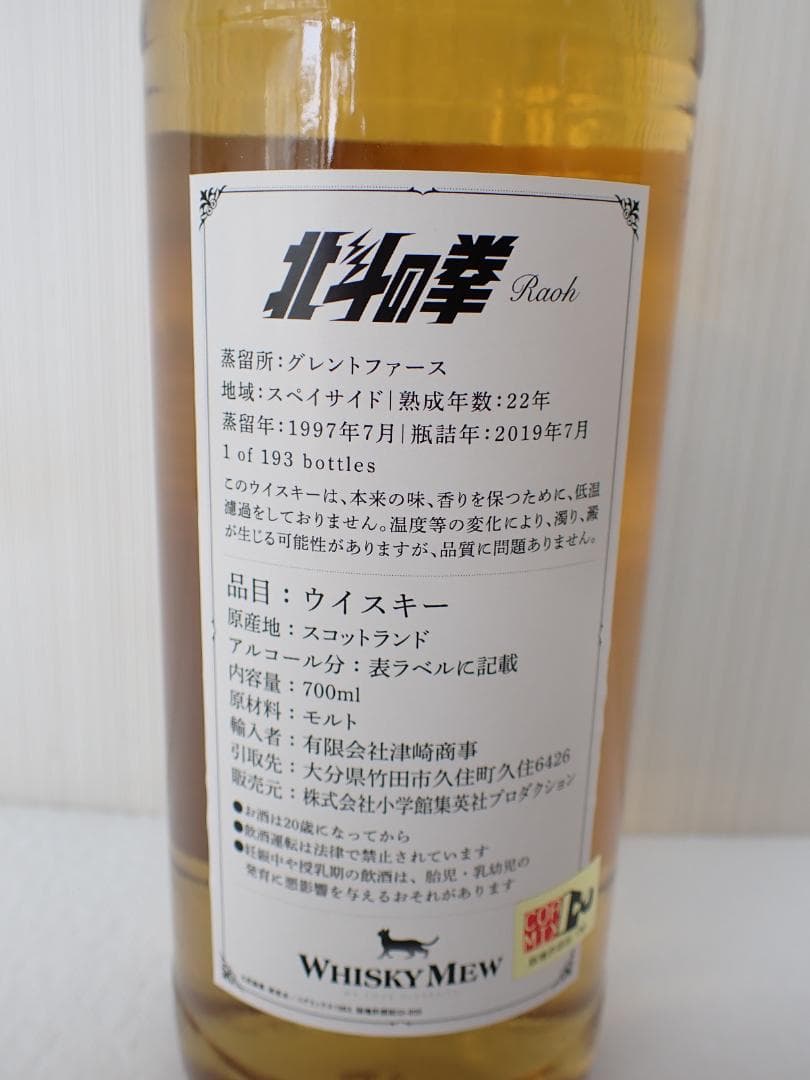 北斗の拳 Raoh
蒸留所：グレントファース
地域：スペイサイド | 熟成年数：22年
蒸留年：1997年7月 | 瓶詰年：2019年7月
1 of 193 bottles
このウイスキーは、本来の味、香りを保つために、低温
濾過をしておりません。温度等の変化により、濁り、澱
が生じる可能性がありますが、品質に問題ありません。
品目：ウイスキー
原産地：スコットランド
アルコール分：表ラベルに記載
内容量：700ml
原材料：モルト
輸入者：有限会社津崎商事
引取先：大分県竹田市久住町久住6426
販売元：株式会社小学館集英社プロダクション
●お酒は20歳になってから
●飲酒運転は法律で禁止されています
●妊娠中や授乳期の飲酒は、胎児・乳幼児の
発育に悪影響を与えるおそれがあります
WHISKY MEW